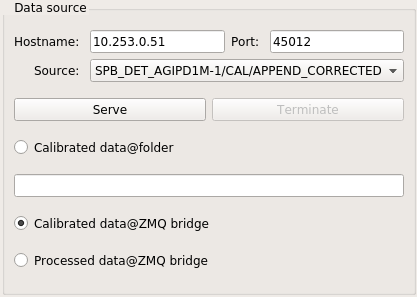 Data source
Hostname: 10.253.0.51 Port: 45012
Source: SPB_DET_AGIPD1M-1/CAL/APPEND_CORRECTED
Serve Terminate
Calibrated data@folder
Calibrated data@ZMQ bridge
Processed data@ZMQ bridge